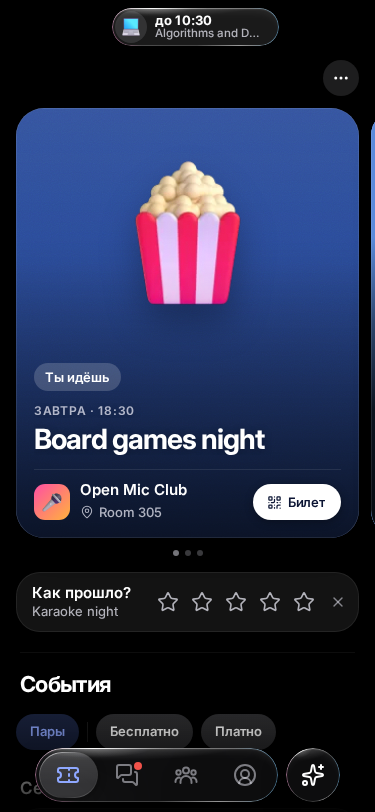 до 10:30
Algorithms and D...
Ты идёшь
ЗАВТРА · 18:30
Board games night
Open Mic Club
Room 305
Билет
Как прошло?
Karaoke night
События
Пары
Бесплатно
Платно